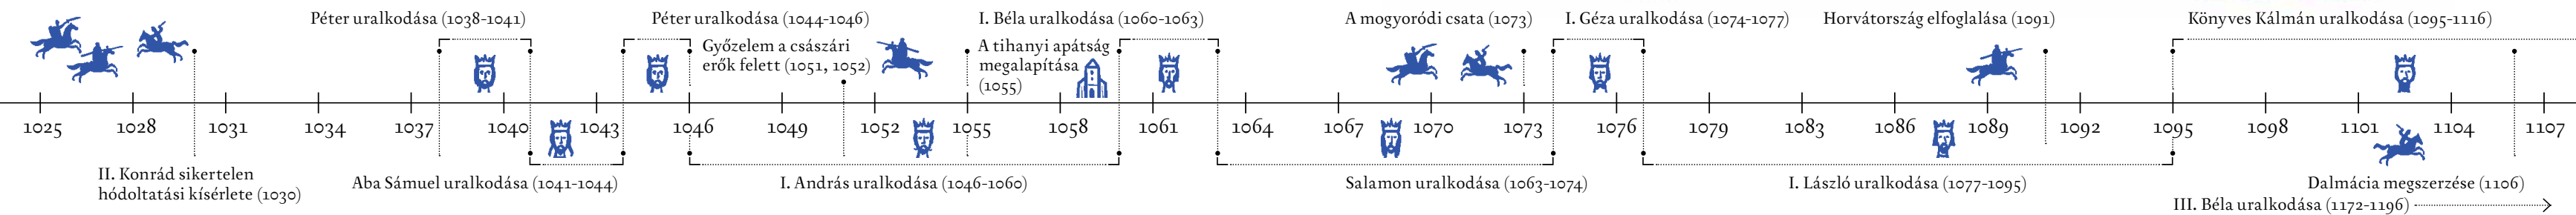 Péter uralkodása (1038-1041)
Péter uralkodása (1044-1046)
I. Béla uralkodása (1060-1063)
A mogyoródi csata (1073)
I. Géza uralkodása (1074-1077)
Horvátország elfoglalása (1091)
Könyves Kálmán uralkodása (1095-1116)
Győzelem a császári
erők felett (1051, 1052)
A tihanyi apátság
megalapítása
(1055)
1025 1028 1031 1034 1037 1040 1043 1046 1049 1052 1055 1058 1061 1064 1067 1070 1073 1076 1079 1083 1086 1089 1092 1095 1098 1101 1104 1107
II. Konrád sikertelen
hódoltatási kísérlete (1030)
Aba Sámuel uralkodása (1041-1044)
I. András uralkodása (1046-1060)
Salamon uralkodása (1063-1074)
I. László uralkodása (1077-1095)
Dalmácia megszerzése (1106)
III. Béla uralkodása (1172-1196)